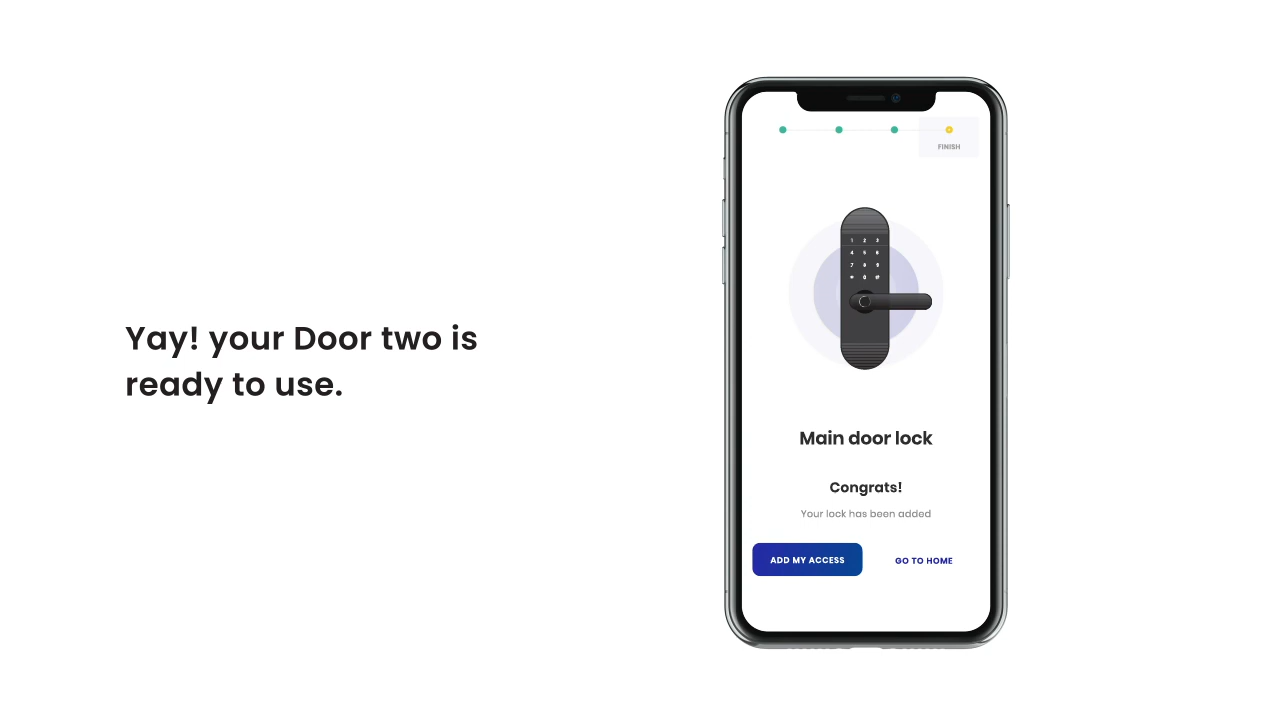 Yay! your Door two is
ready to use.
FINISH
1 2 3
4 5 6
7 8 9
* 0 #
Main door lock
Congrats!
Your lock has been added
ADD MY ACCESS
GO TO HOME